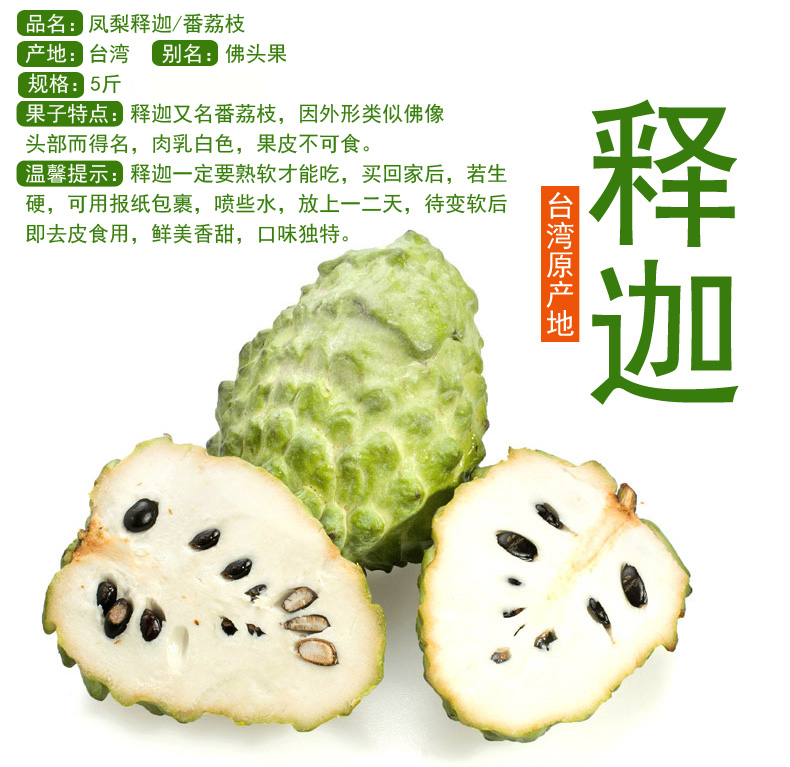 品名：凤梨释迦/番荔枝
产地：台湾 别名：佛头果
规格：5斤
果子特点：释迦又名番荔枝，因外形类似佛像
头部而得名，肉乳白色，果皮不可食。
温馨提示：释迦一定要熟软才能吃，买回家后，若生
硬，可用报纸包裹，喷些水，放上一二天，待变软后
即去皮食用，鲜美香甜，口味独特。
释迦
台湾原产地